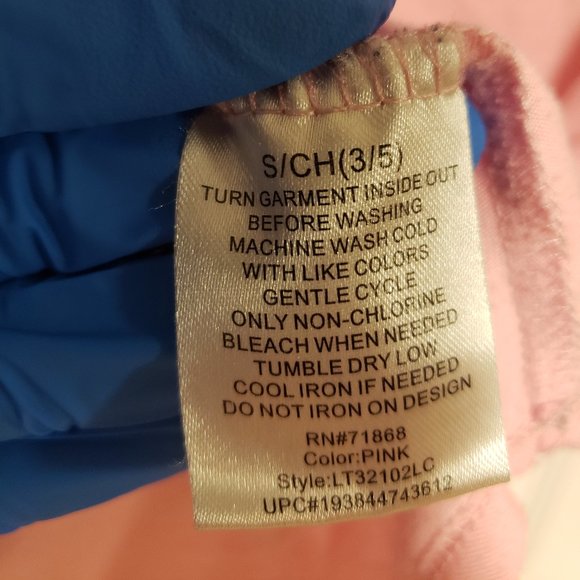 S/CH(3/5)
TURN GARMENT INSIDE OUT
BEFORE WASHING
MACHINE WASH COLD
WITH LIKE COLORS
GENTLE CYCLE
ONLY NON-CHLORINE
BLEACH WHEN NEEDED
TUMBLE DRY LOW
COOL IRON IF NEEDED
DO NOT IRON ON DESIGN
RN#71868
Color:PINK
Style:LT32102LC
UPC#193844743612